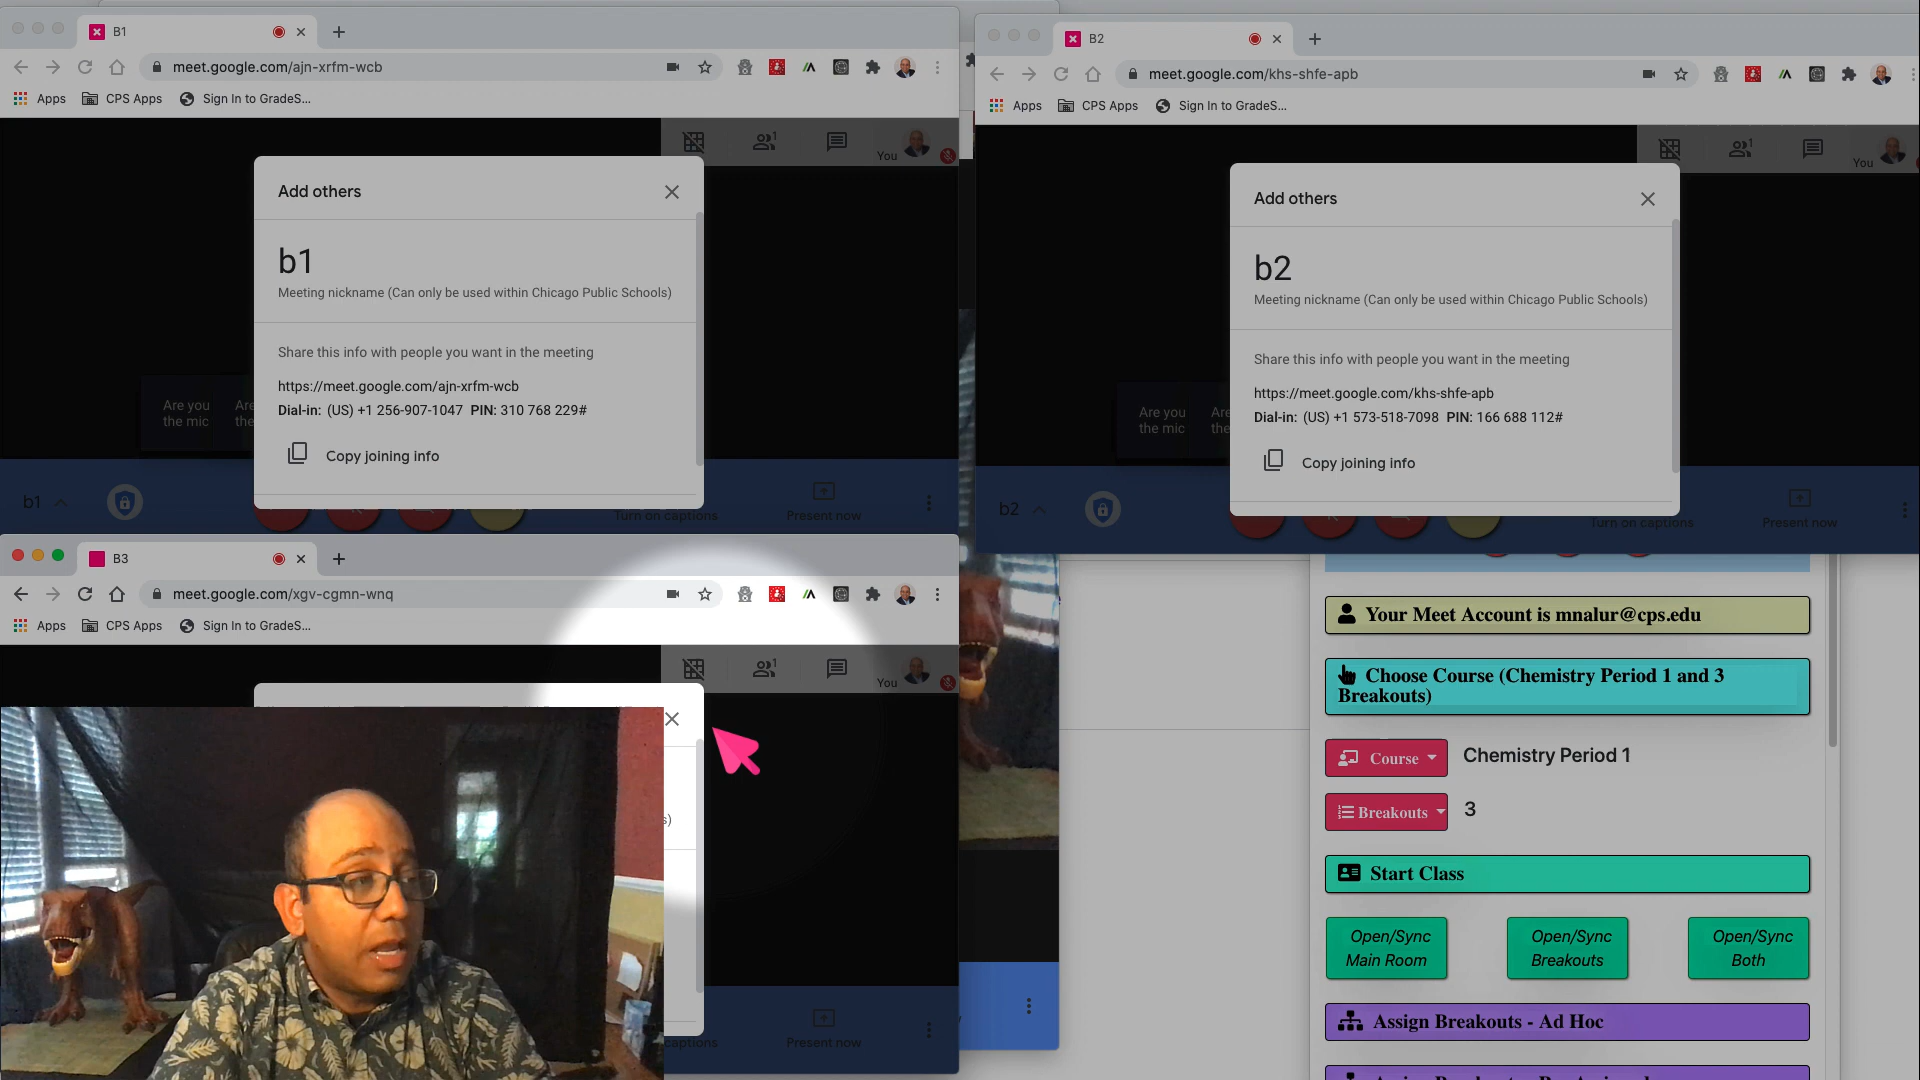 B1
meet.google.com/ajn-xrfm-wcb
Apps CPS Apps Sign In to GradeS...
1
You
Add others
b1
Meeting nickname (Can only be used within Chicago Public Schools)
Share this info with people you want in the meeting
https://meet.google.com/ajn-xrfm-wcb
Dial-in: (US) +1 256-907-1047 PIN: 310 768 229#
Copy joining info
Are you
the mic
Are
the
b1
Turn on captions
Present now
B2
meet.google.com/khs-shfe-apb
Apps CPS Apps Sign In to GradeS...
1
You
Add others
b2
Meeting nickname (Can only be used within Chicago Public Schools)
Share this info with people you want in the meeting
https://meet.google.com/khs-shfe-apb
Dial-in: (US) +1 573-518-7098 PIN: 166 688 112#
Copy joining info
Are you
the mic
Are
the
b2
Turn on captions
Present now
B3
meet.google.com/xgv-cgmn-wnq
Apps CPS Apps Sign In to GradeS...
1
You
s)
captions
Present now
Your Meet Account is mnalur@cps.edu
Choose Course (Chemistry Period 1 and 3
Breakouts)
Course Chemistry Period 1
Breakouts 3
Start Class
Open/Sync
Main Room
Open/Sync
Breakouts
Open/Sync
Both
Assign Breakouts - Ad Hoc